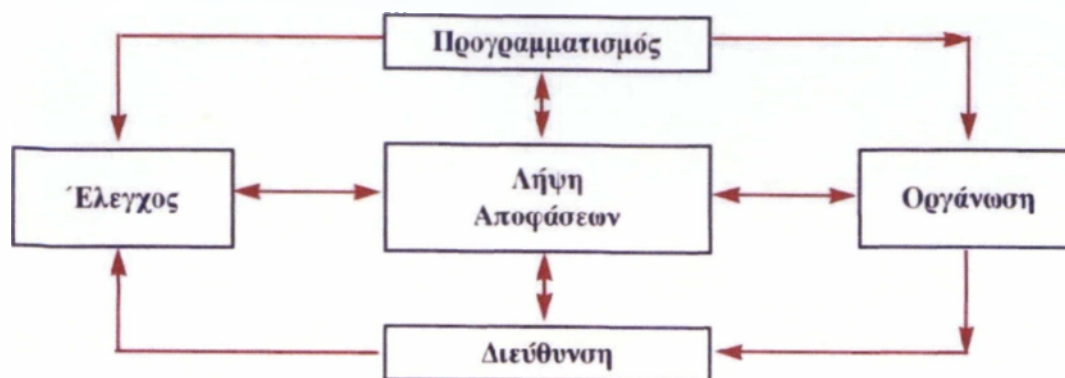 Προγραμματισμός
Έλεγχος
Λήψη
Αποφάσεων
Οργάνωση
Διεύθυνση